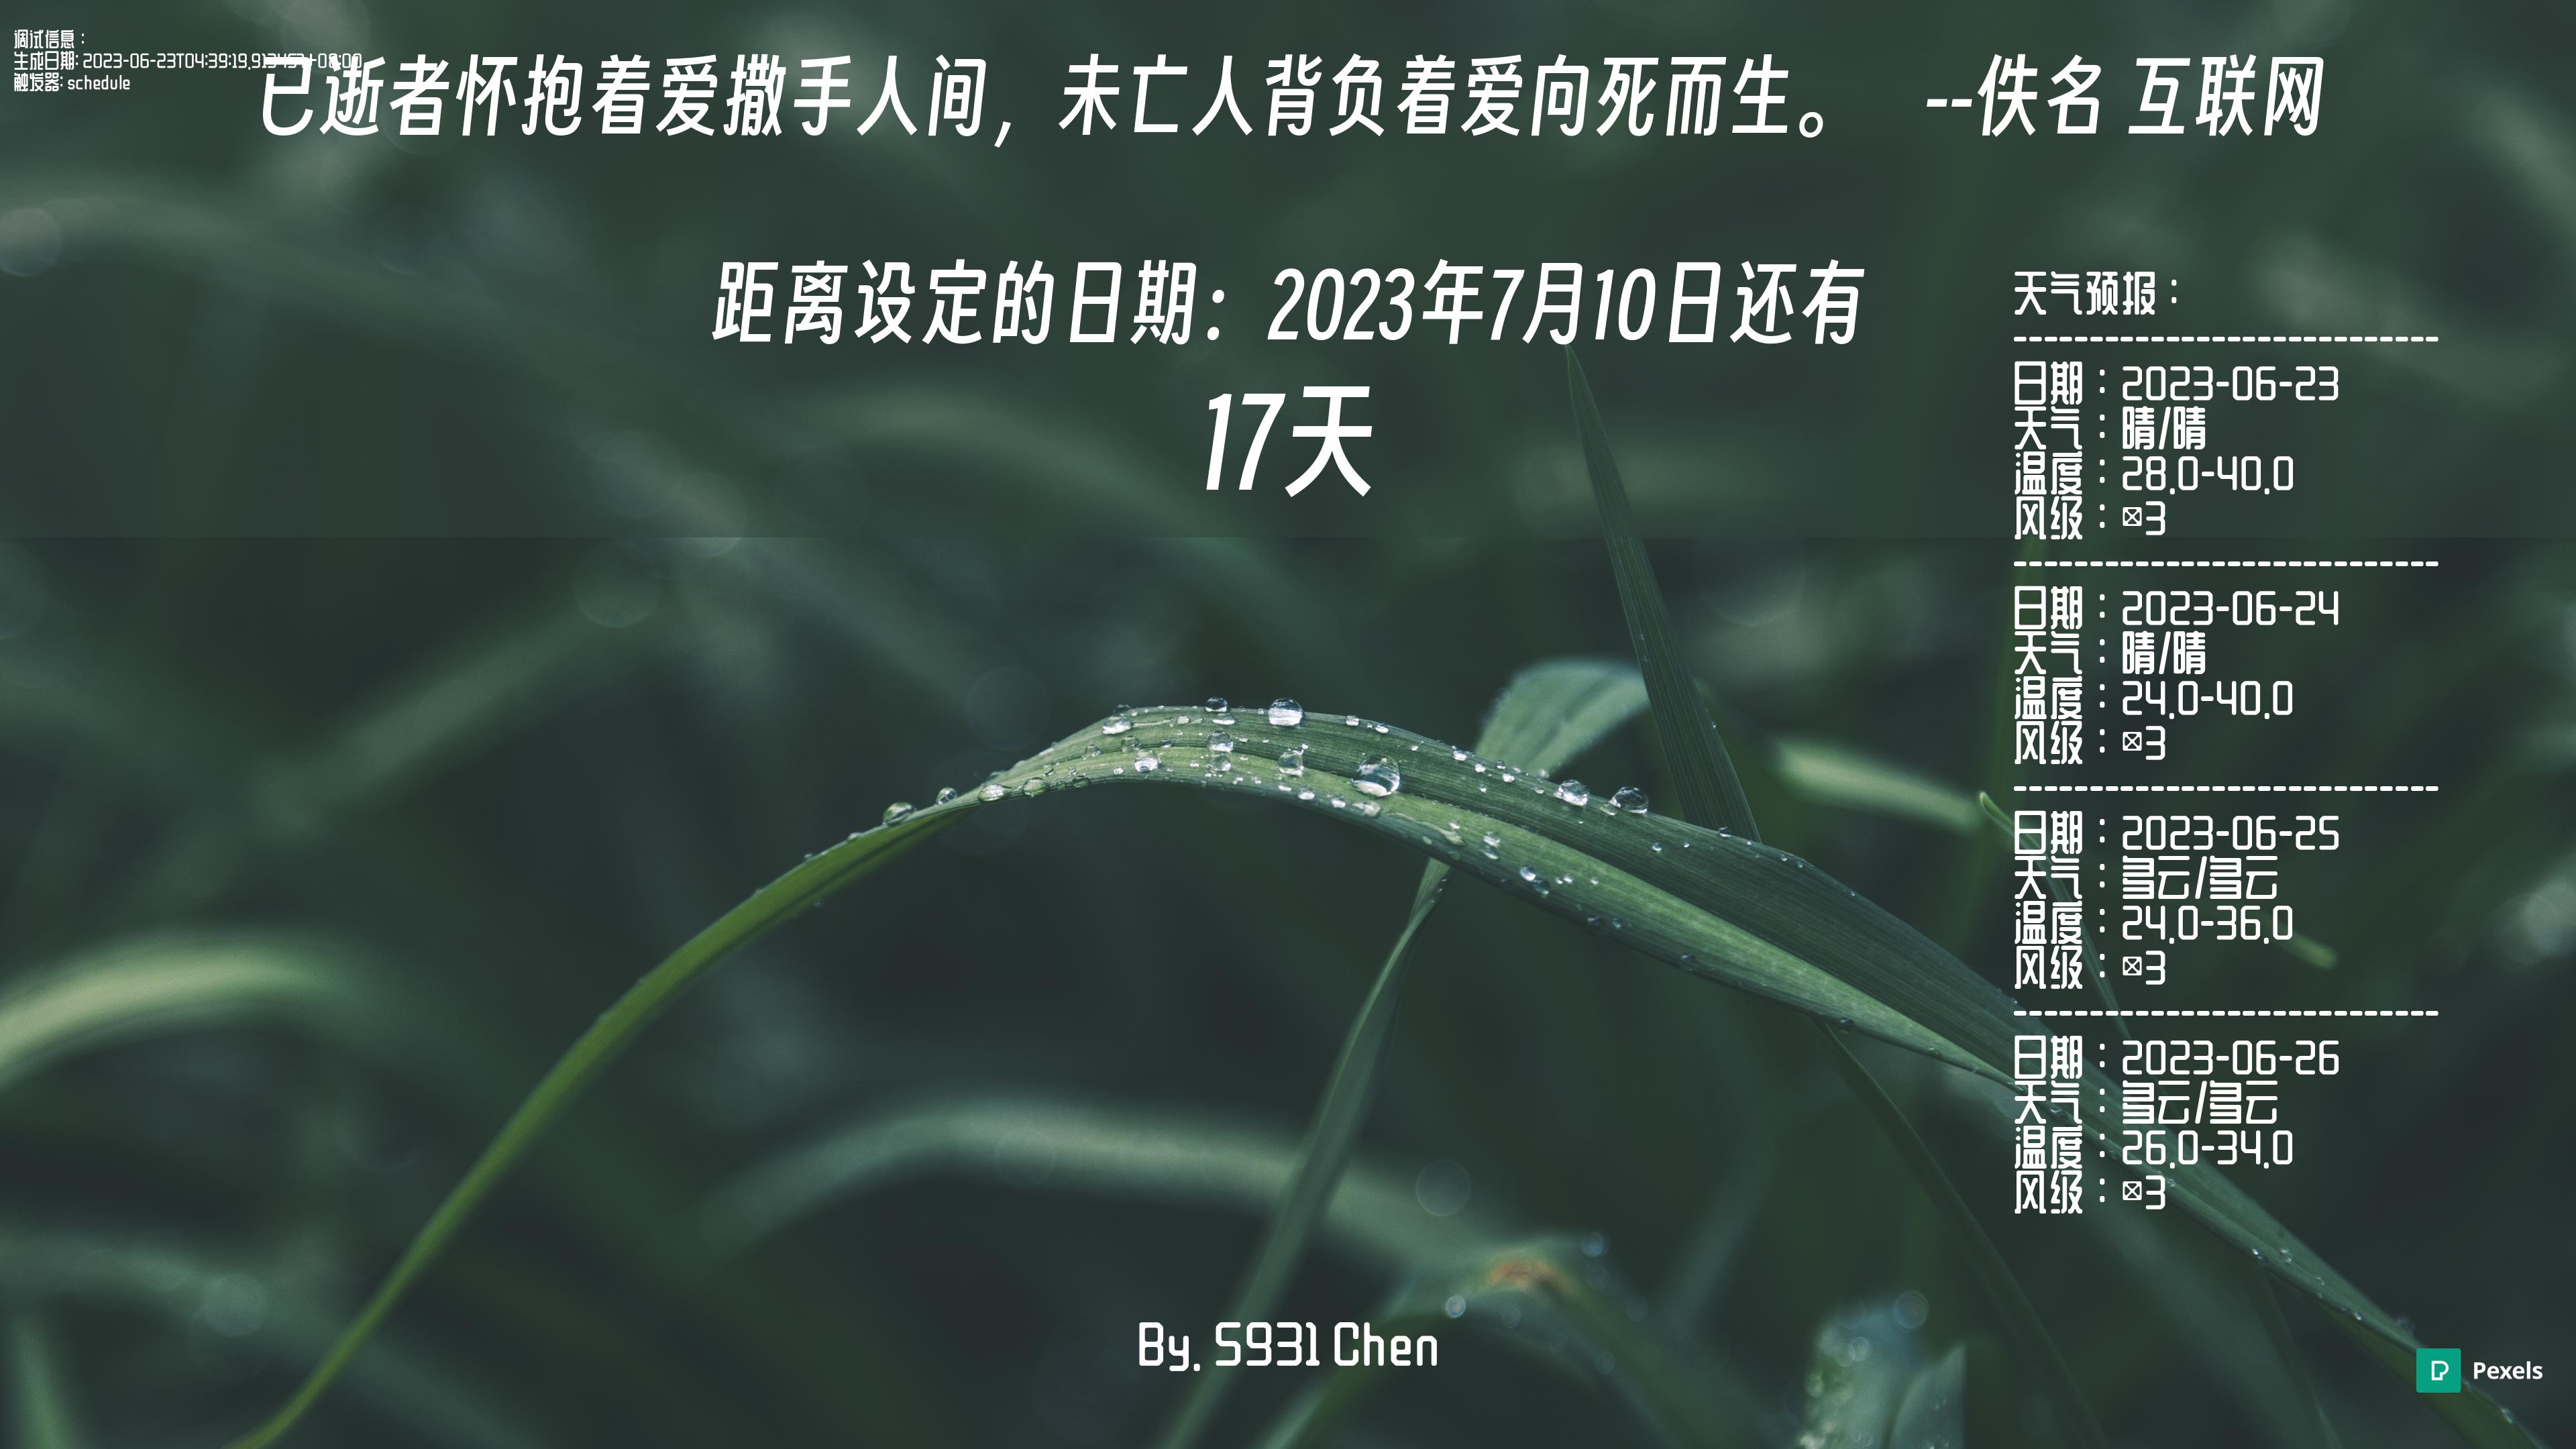 调试信息：
生成日期: 2023-06-23T04:39:19.913457+08:00
触发器: schedule
已逝者怀抱着爱撒手人间，未亡人背负着爱向死而生。 --佚名 互联网
距离设定的日期：2023年7月10日还有
17天
天气预报：
----------------------------
日期：2023-06-23
天气：晴/晴
温度：28.0-40.0
风级：☒3
----------------------------
日期：2023-06-24
天气：晴/晴
温度：24.0-40.0
风级：☒3
----------------------------
日期：2023-06-25
天气：多云/多云
温度：24.0-36.0
风级：☒3
----------------------------
日期：2023-06-26
天气：多云/多云
温度：26.0-34.0
风级：☒3
By. S931 Chen
Pexels